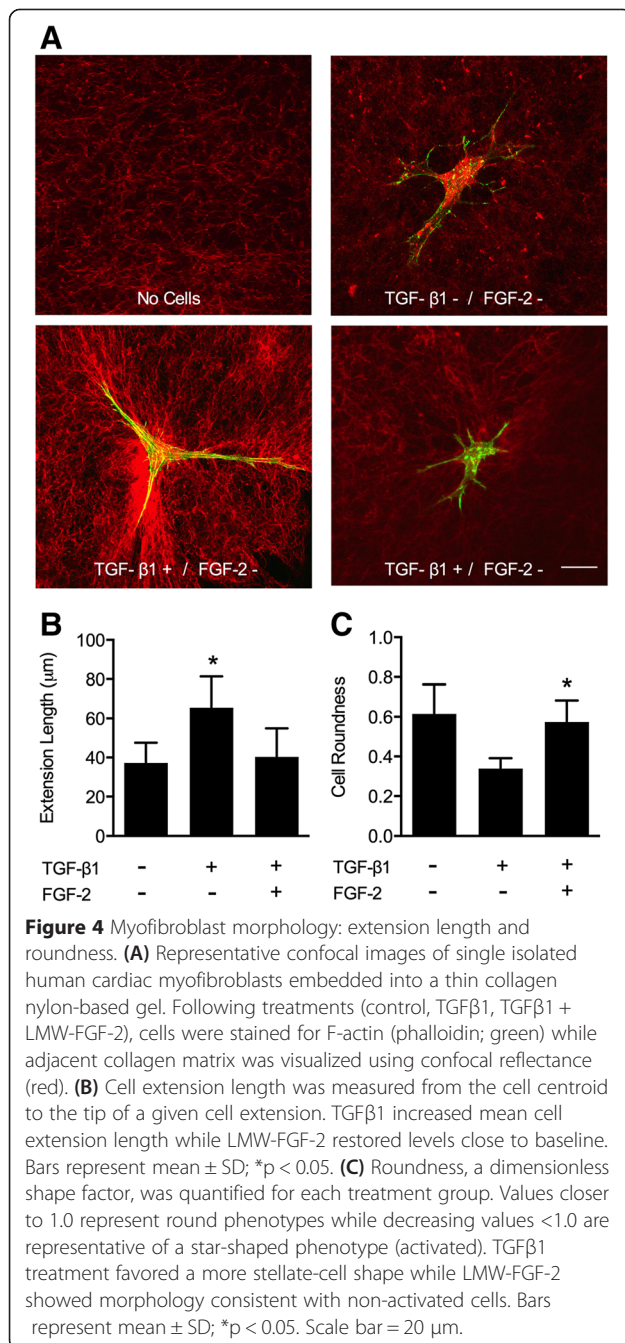 A
No Cells
TGF- β1 - / FGF-2 -
TGF- β1 + / FGF-2 -
TGF- β1 + / FGF-2 -
B
Extension Length (µm)
100
80
60
40
20
0
*
TGF-β1 - + +
FGF-2 - - +
C
Cell Roundness
1.0
0.8
0.6
0.4
0.2
0.0
*
TGF-β1 - + +
FGF-2 - - +
Figure 4 Myofibroblast morphology: extension length and
roundness. (A) Representative confocal images of single isolated
human cardiac myofibroblasts embedded into a thin collagen
nylon-based gel. Following treatments (control, TGFβ1, TGFβ1 +
LMW-FGF-2), cells were stained for F-actin (phalloidin; green) while
adjacent collagen matrix was visualized using confocal reflectance
(red). (B) Cell extension length was measured from the cell centroid
to the tip of a given cell extension. TGFβ1 increased mean cell
extension length while LMW-FGF-2 restored levels close to baseline.
Bars represent mean ± SD; *p < 0.05. (C) Roundness, a dimensionless
shape factor, was quantified for each treatment group. Values closer
to 1.0 represent round phenotypes while decreasing values <1.0 are
representative of a star-shaped phenotype (activated). TGFβ1
treatment favored a more stellate-cell shape while LMW-FGF-2
showed morphology consistent with non-activated cells. Bars
represent mean ± SD; *p < 0.05. Scale bar = 20 µm.